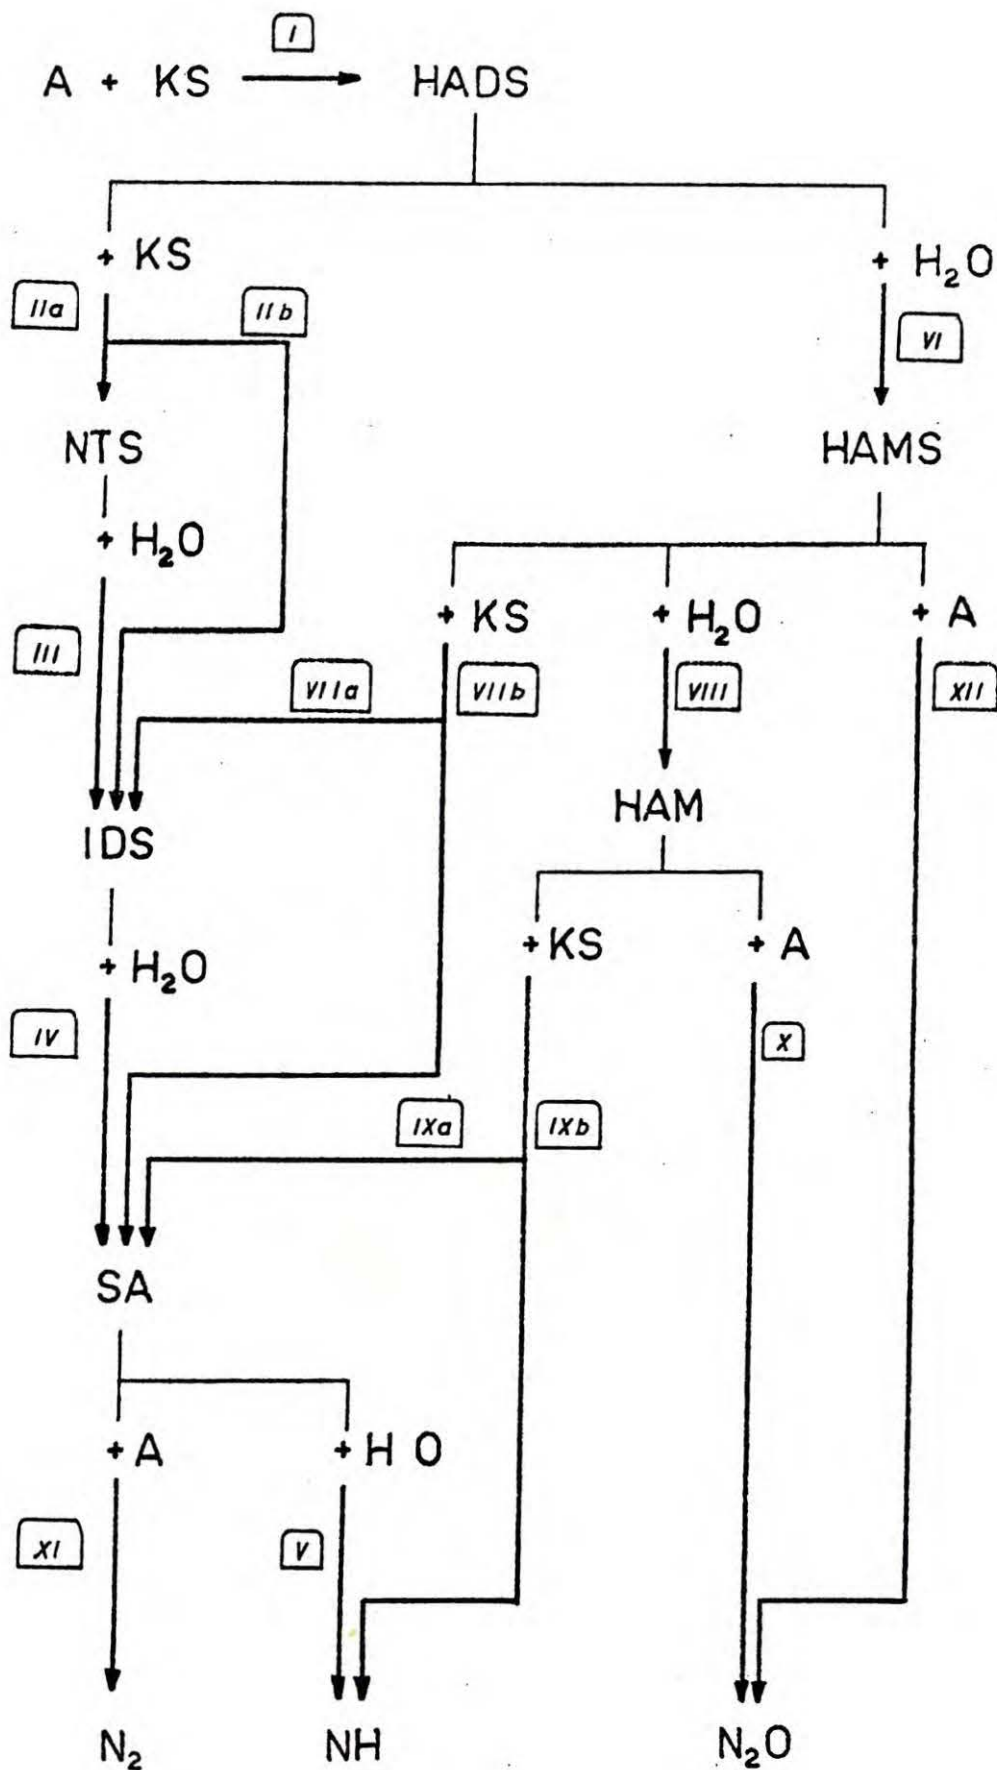 I
A + KS HADS
+ KS + H₂O
IIa IIb VI
NTS HAMS
+ H₂O
+ KS + H₂O + A
III VIIa VIIb VIII XII
HAM
IDS
+ KS + A
+ H₂O
IV X
IXa IXb
SA
+ A + H O
XI V
N₂ NH N₂O